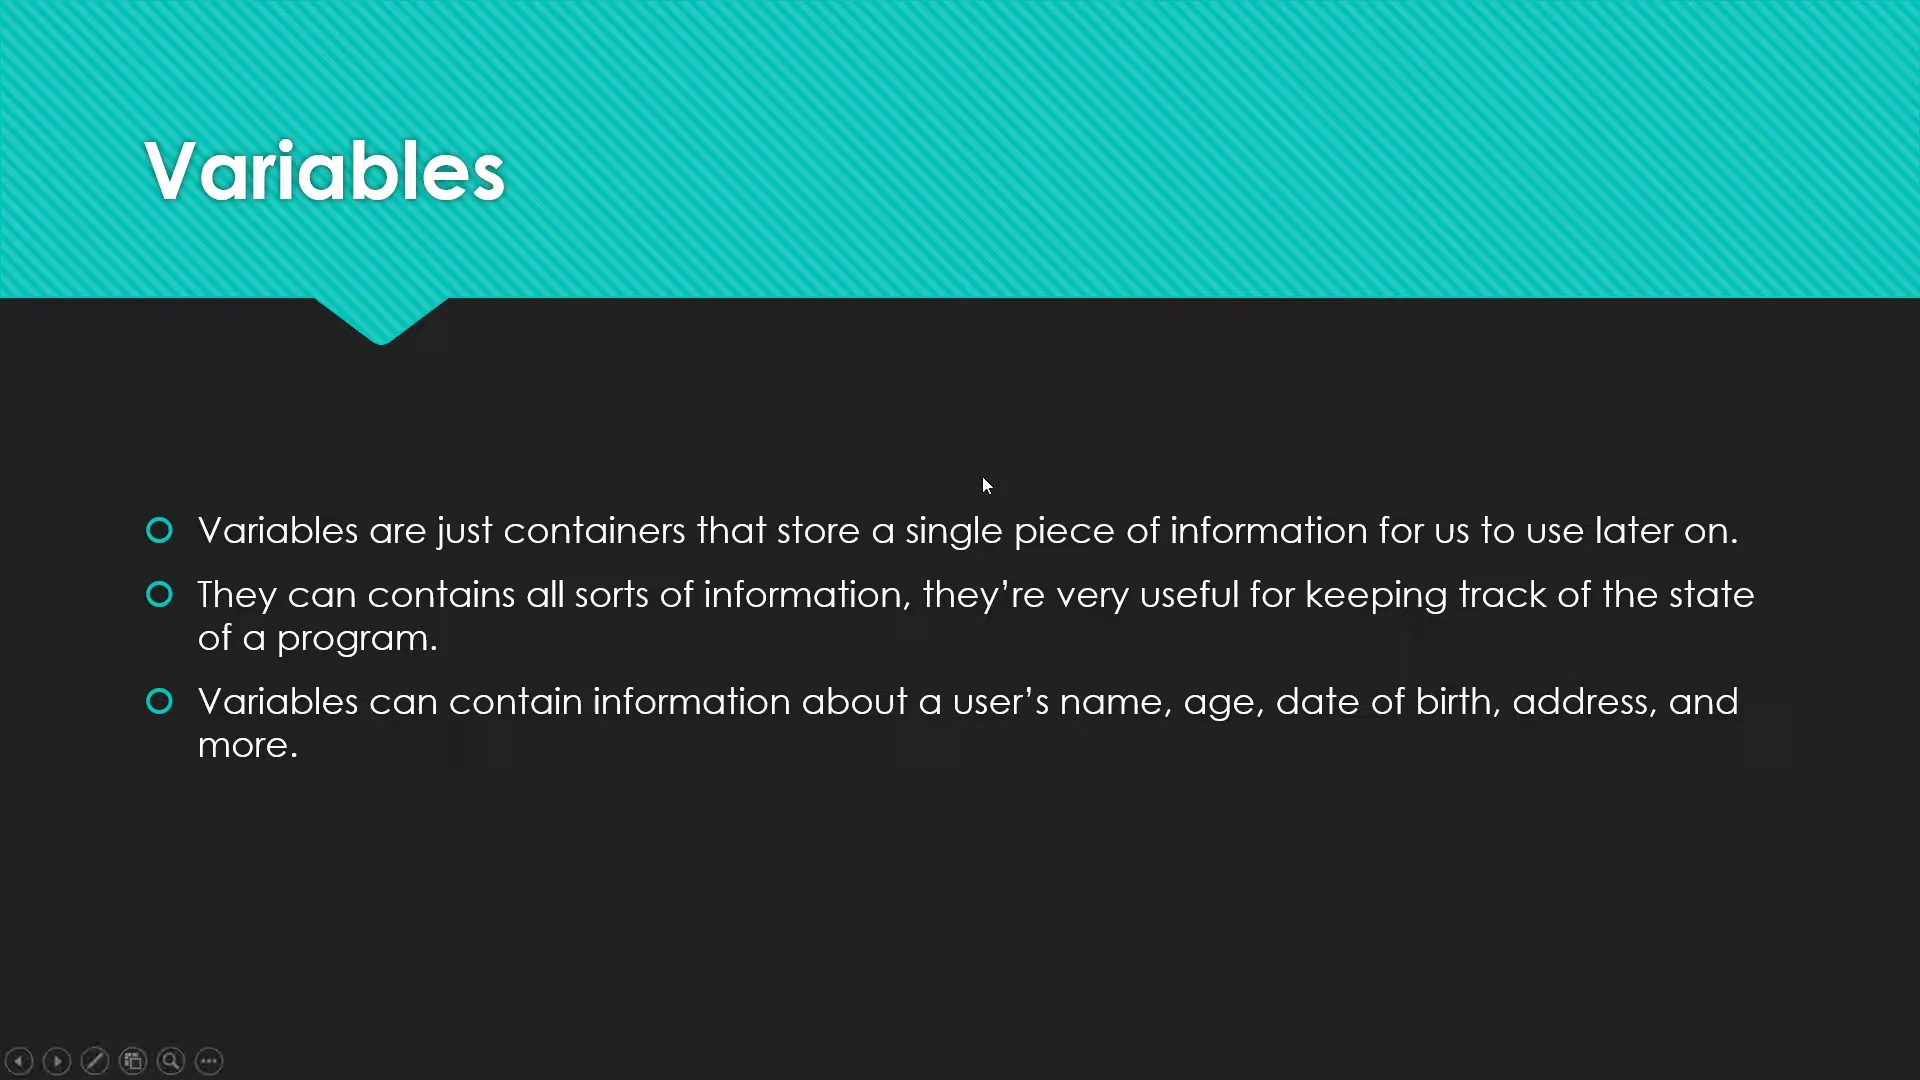 Variables
Variables are just containers that store a single piece of information for us to use later on.
They can contains all sorts of information, they’re very useful for keeping track of the state
of a program.
Variables can contain information about a user’s name, age, date of birth, address, and
more.